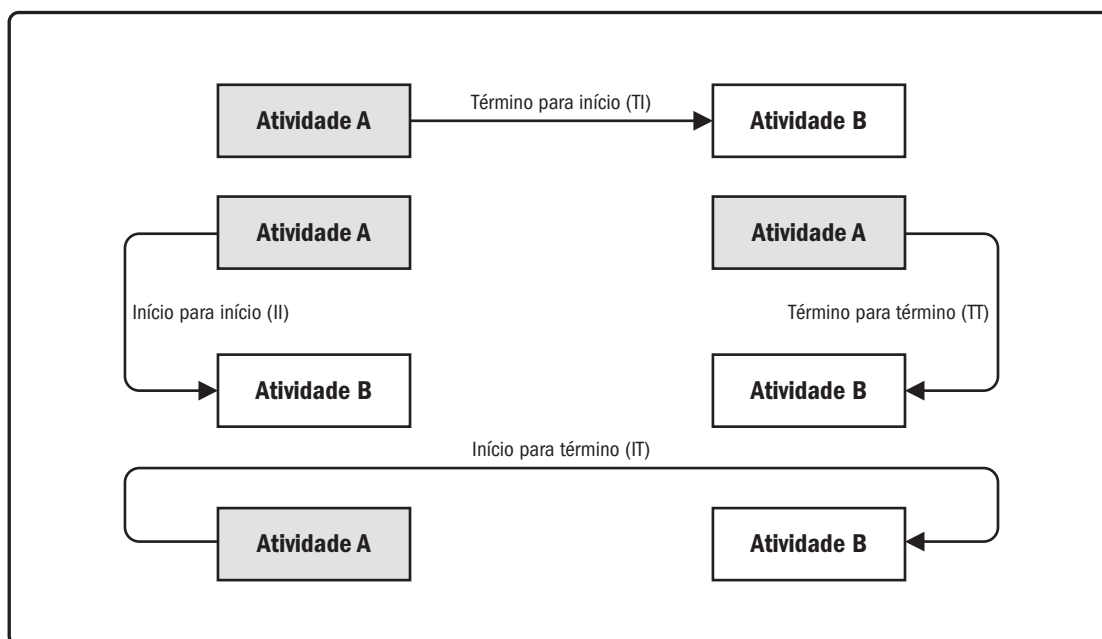 Atividade A
Término para início (TI)
Atividade B
Atividade A
Atividade A
Início para início (II)
Término para término (TT)
Atividade B
Atividade B
Início para término (IT)
Atividade A
Atividade B